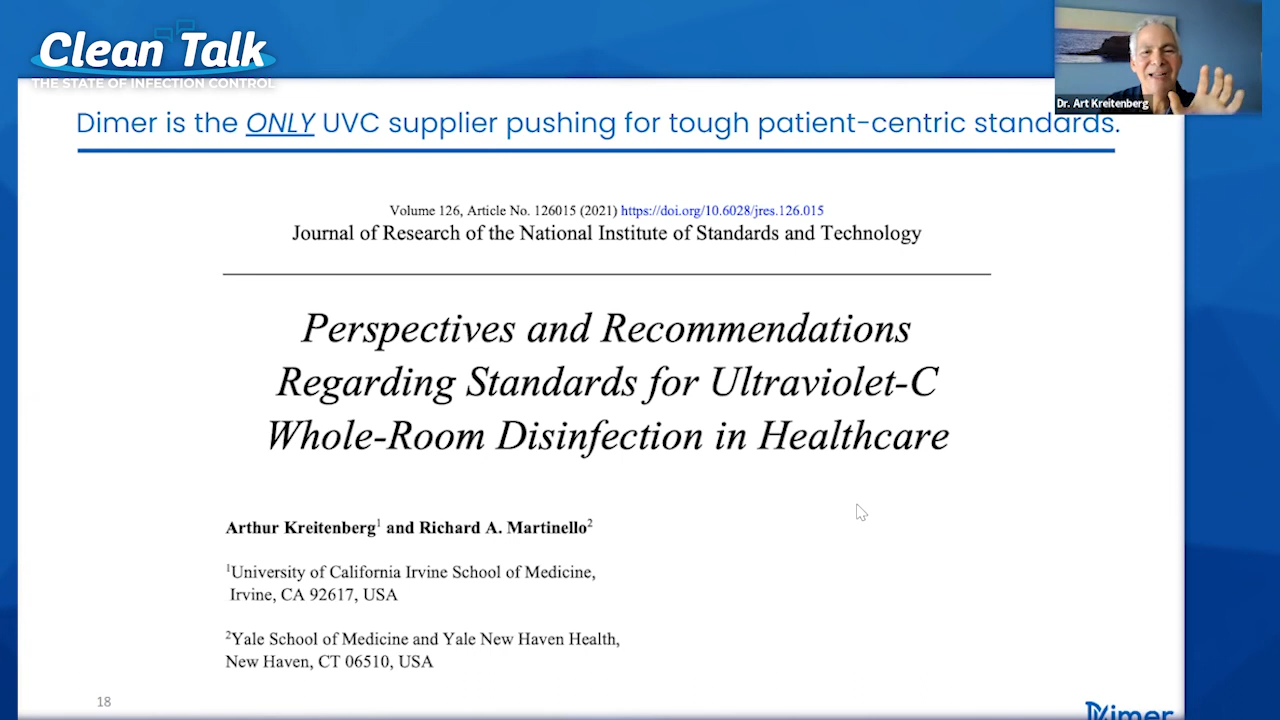 Clean Talk
THE STATE OF INFECTION CONTROL
Dr. Art Kreitenberg
Dimer is the ONLY UVC supplier pushing for tough patient-centric standards.
Volume 126, Article No. 126015 (2021) https://doi.org/10.6028/jres.126.015
Journal of Research of the National Institute of Standards and Technology
Perspectives and Recommendations
Regarding Standards for Ultraviolet-C
Whole-Room Disinfection in Healthcare
Arthur Kreitenberg1 and Richard A. Martinello2
1University of California Irvine School of Medicine,
Irvine, CA 92617, USA
2Yale School of Medicine and Yale New Haven Health,
New Haven, CT 06510, USA
18
Dimer